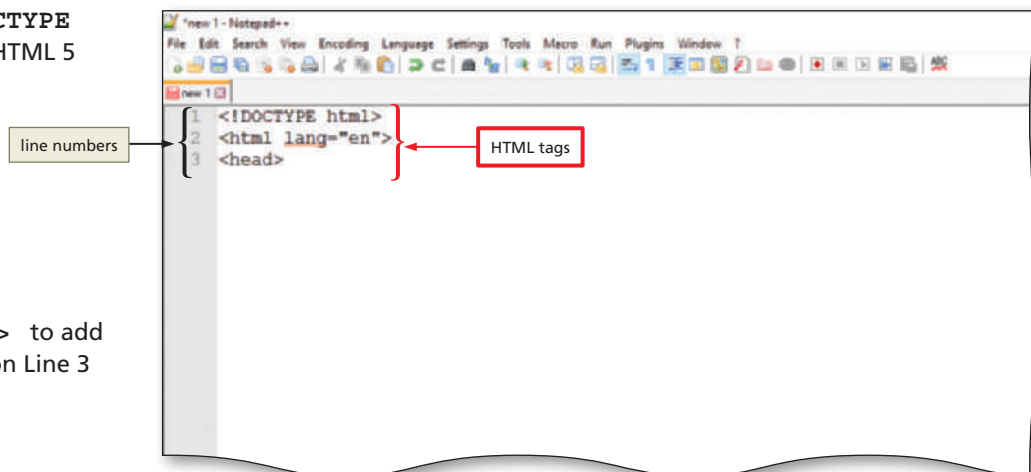 CTYPE
HTML 5
*new 1 - Notepad++
File Edit Search View Encoding Language Settings Tools Macro Run Plugins Window ?
ABC
new 1
1 <!DOCTYPE html>
2 <html lang="en">
3 <head>
line numbers
HTML tags
> to add
on Line 3